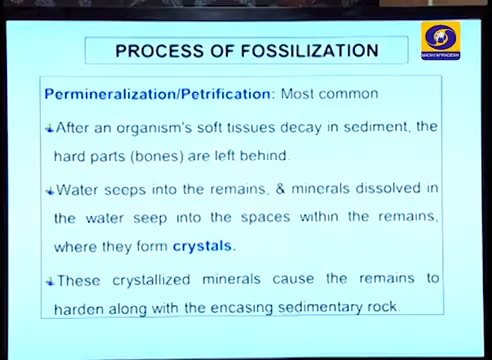 PROCESS OF FOSSILIZATION
MADHYA PRADESH
Permineralization/Petrification: Most common
After an organism's soft tissues decay in sediment, the
hard parts (bones) are left behind.
Water seeps into the remains, & minerals dissolved in
the water seep into the spaces within the remains,
where they form crystals.
These crystallized minerals cause the remains to
harden along with the encasing sedimentary rock.